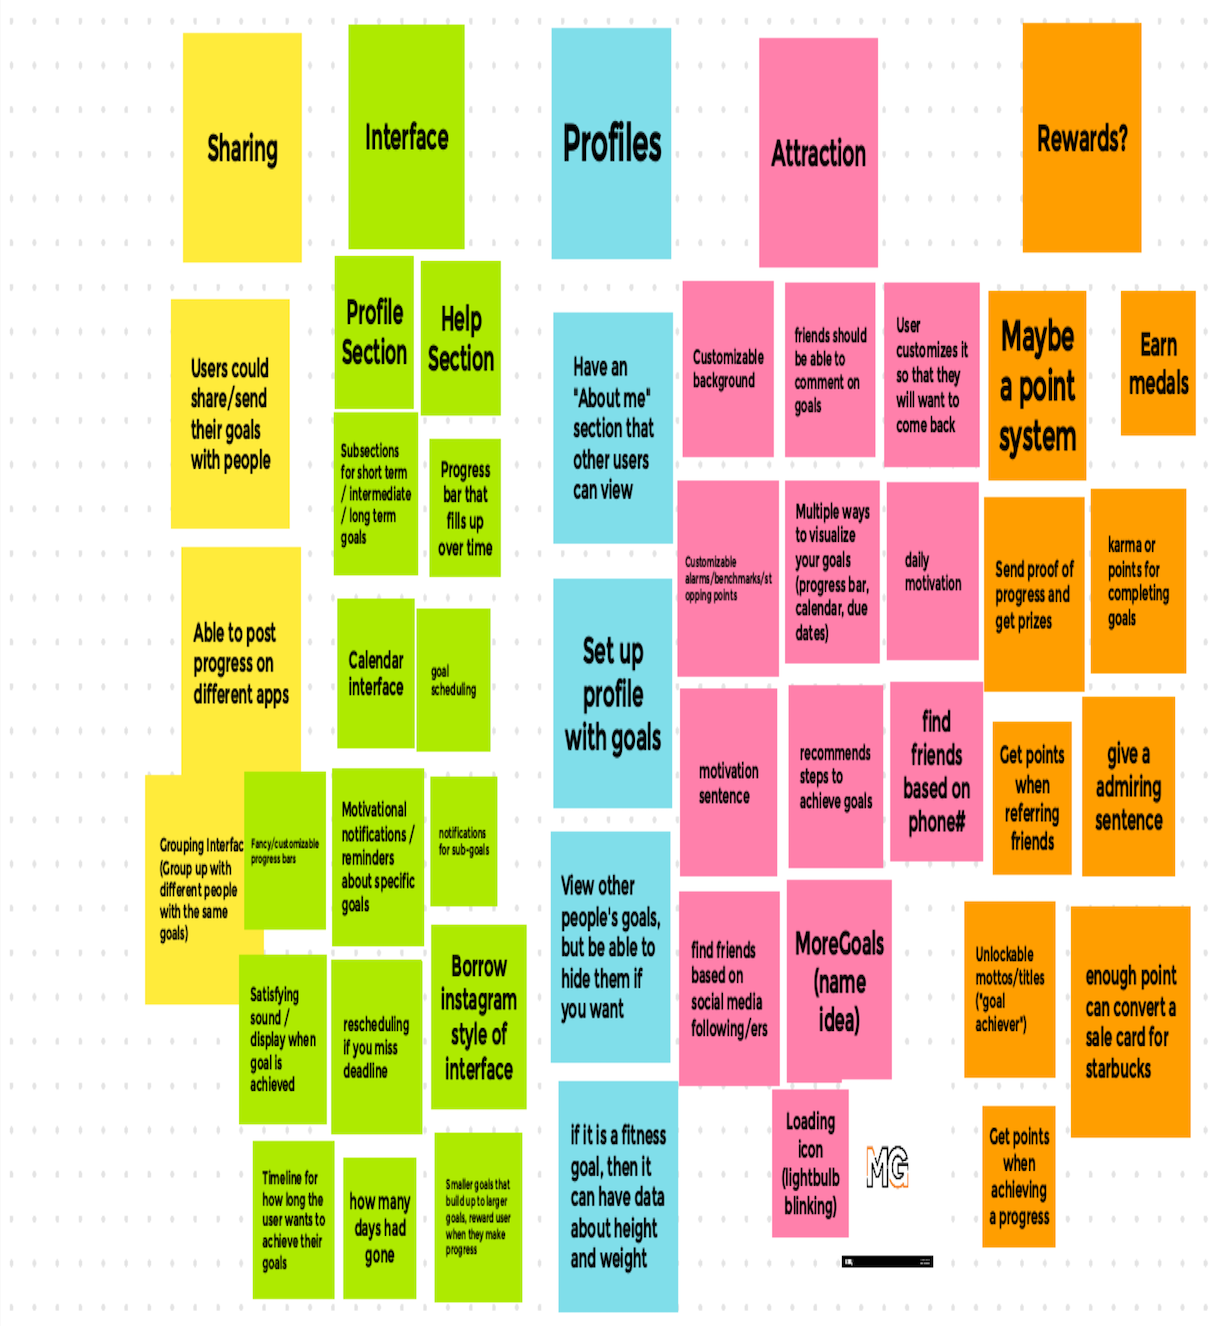 Sharing
Interface
Profiles
Attraction
Rewards?
Users could
share/send
their goals
with people
Able to post
progress on
different apps
Grouping Interfac
(Group up with
different people
with the same
goals)
Profile
Section
Help
Section
Subsections
for short term
/ intermediate
/ long term
goals
Progress
bar that
fills up
over time
Calendar
interface
goal
scheduling
Fancy/customizable
progress bars
Motivational
notifications /
reminders
about specific
goals
notifications
for sub-goals
Satisfying
sound /
display when
goal is
achieved
rescheduling
if you miss
deadline
Borrow
instagram
style of
interface
Timeline for
how long the
user wants to
achieve their
goals
how many
days had
gone
Smaller goals that
build up to larger
goals, reward user
when they make
progress
Have an
"About me"
section that
other users
can view
Set up
profile
with goals
View other
people's goals,
but be able to
hide them if
you want
if it is a fitness
goal, then it
can have data
about height
and weight
Customizable
background
friends should
be able to
comment on
goals
User
customizes it
so that they
will want to
come back
Customizable
alarms/benchmarks/st
opping points
Multiple ways
to visualize
your goals
(progress bar,
calendar, due
dates)
daily
motivation
motivation
sentence
recommends
steps to
achieve goals
find
friends
based on
phone#
find friends
based on
social media
following/ers
MoreGoals
(name
idea)
Loading
icon
(lightbulb
blinking)
MG
Maybe
a point
system
Earn
medals
Send proof of
progress and
get prizes
karma or
points for
completing
goals
Get points
when
referring
friends
give a
admiring
sentence
Unlockable
mottos/titles
("goal
achiever")
enough point
can convert a
sale card for
starbucks
Get points
when
achieving
a progress